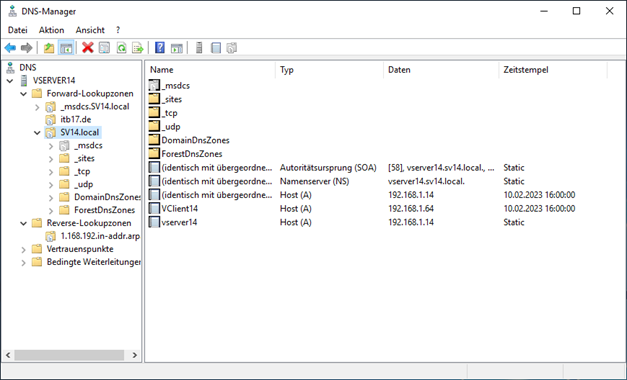 DNS-Manager
Datei Aktion Ansicht ?
DNS
VSERVER14
Forward-Lookupzonen
_msdcs.SV14.local
itb17.de
SV14.local
_msdcs
_sites
_tcp
_udp
DomainDnsZones
ForestDnsZones
Reverse-Lookupzonen
1.168.192.in-addr.arp
Vertrauenspunkte
Bedingte Weiterleitungen
Name Typ Daten Zeitstempel
_msdcs
_sites
_tcp
_udp
DomainDnsZones
ForestDnsZones
(identisch mit übergeordne... Autoritätsursprung (SOA) [58], vserver14.sv14.local., ... Static
(identisch mit übergeordne... Namenserver (NS) vserver14.sv14.local. Static
(identisch mit übergeordne... Host (A) 192.168.1.14 10.02.2023 16:00:00
VClient14 Host (A) 192.168.1.64 10.02.2023 16:00:00
vserver14 Host (A) 192.168.1.14 Static